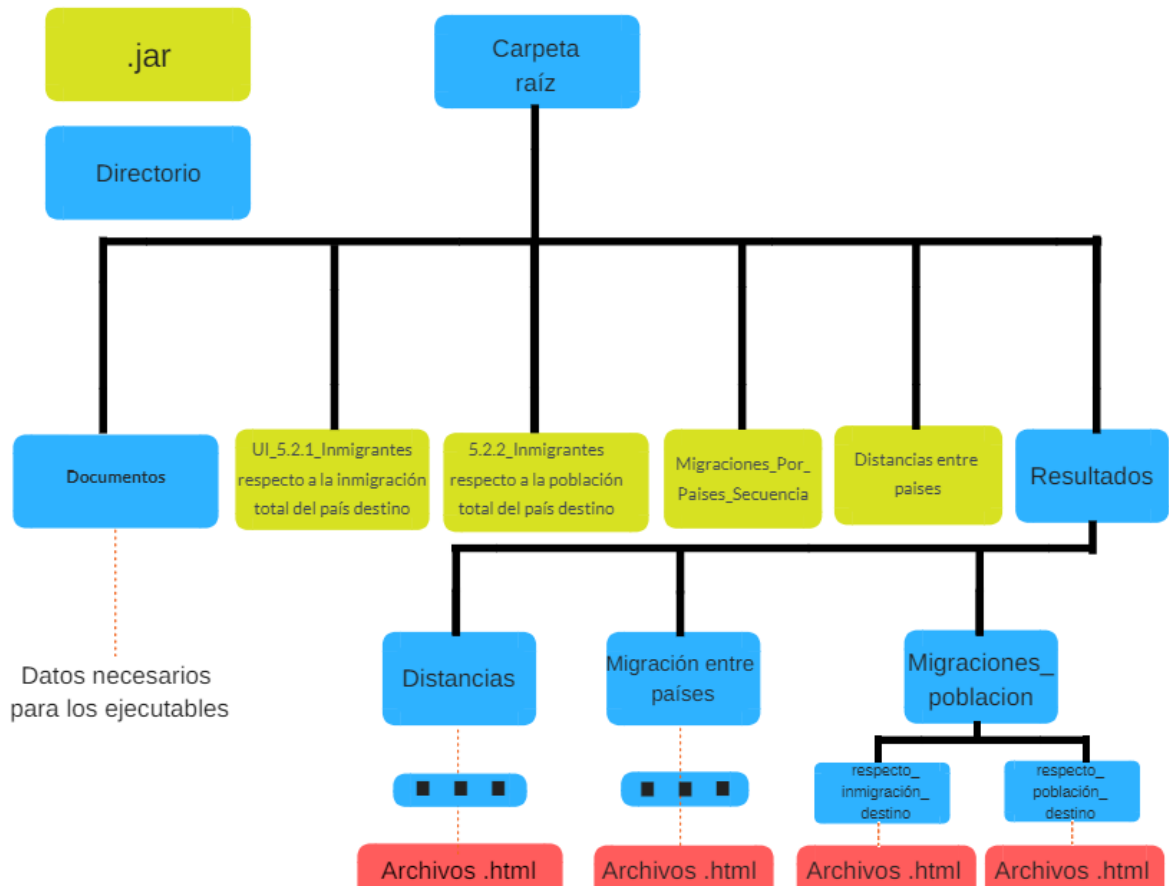 .jar
Carpeta
raíz
Directorio
Documentos
UI_5.2.1_Inmigrantes
respecto a la inmigración
total del país destino
5.2.2_Inmigrantes
respecto a la población
total del país destino
Migraciones_Por_
Paises_Secuencia
Distancias entre
paises
Resultados
Datos necesarios
para los ejecutables
Distancias
Migración entre
países
Migraciones_
poblacion
respecto_
inmigración_
destino
respecto_
población_
destino
Archivos .html
Archivos .html
Archivos .html
Archivos .html